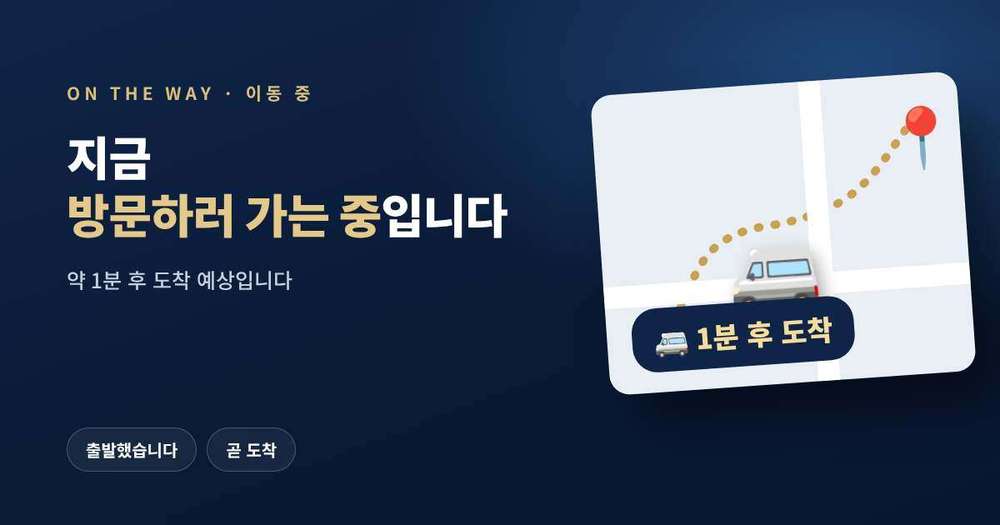 ON THE WAY · 이동 중
지금
방문하러 가는 중입니다
약 1분 후 도착 예상입니다
🚐 1분 후 도착
출발했습니다
곧 도착